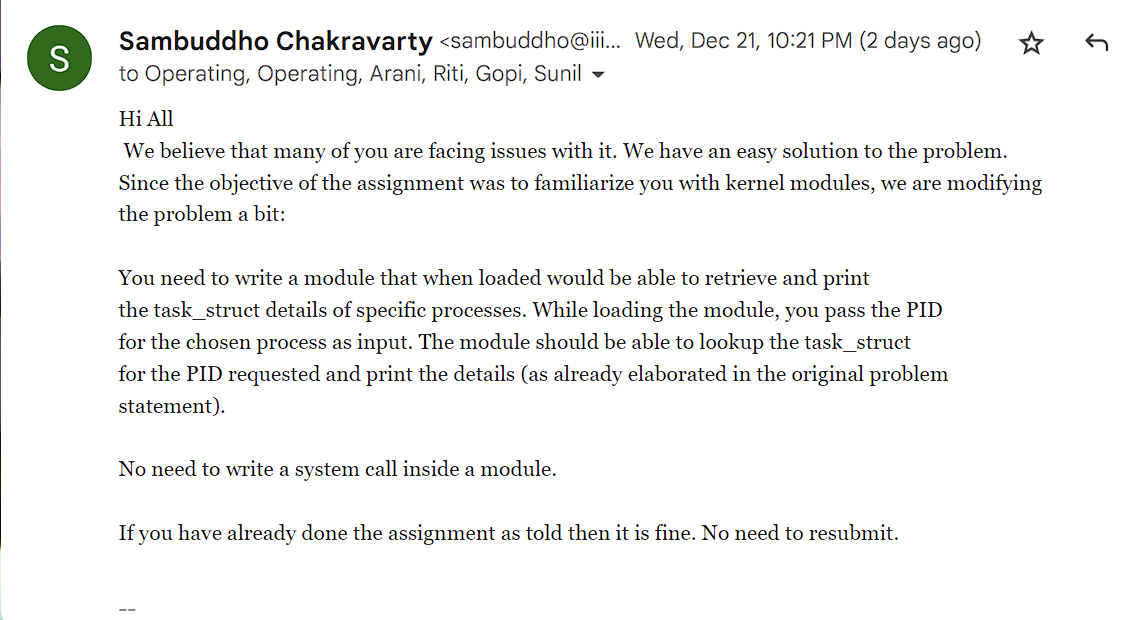 S
Sambuddho Chakravarty <sambuddho@iii... Wed, Dec 21, 10:21 PM (2 days ago)
to Operating, Operating, Arani, Riti, Gopi, Sunil
Hi All
We believe that many of you are facing issues with it. We have an easy solution to the problem.
Since the objective of the assignment was to familiarize you with kernel modules, we are modifying
the problem a bit:
You need to write a module that when loaded would be able to retrieve and print
the task_struct details of specific processes. While loading the module, you pass the PID
for the chosen process as input. The module should be able to lookup the task_struct
for the PID requested and print the details (as already elaborated in the original problem
statement).
No need to write a system call inside a module.
If you have already done the assignment as told then it is fine. No need to resubmit.
--